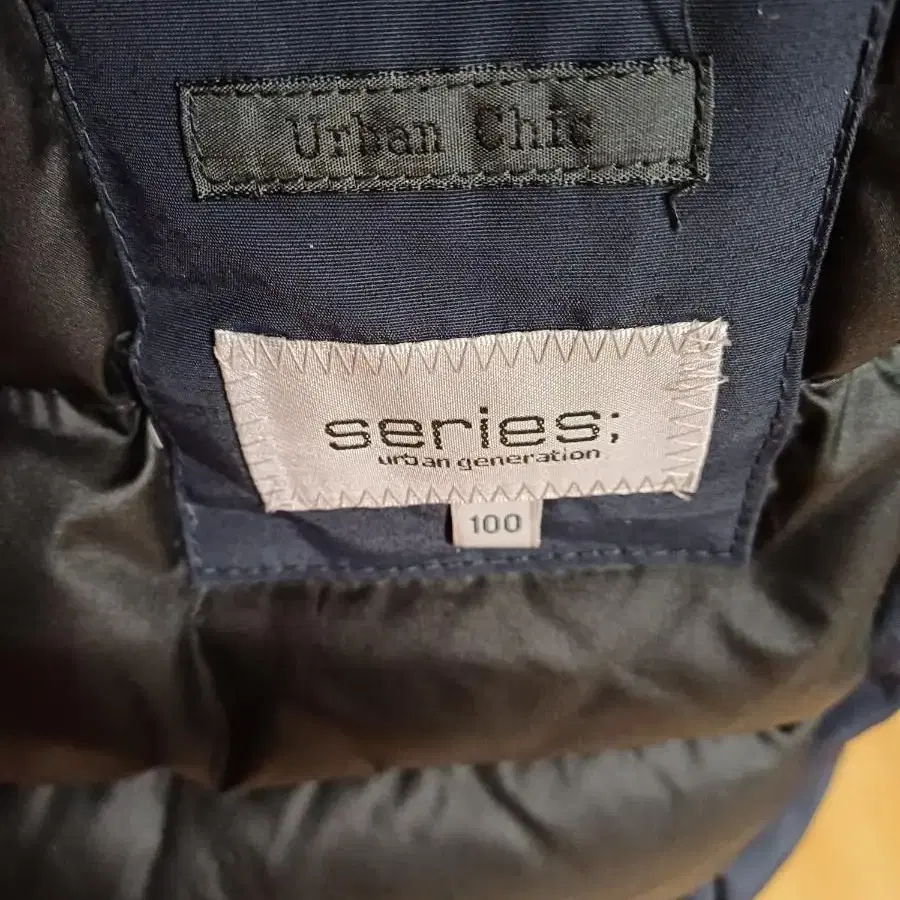 Urban Chic
series;
urban generation
100